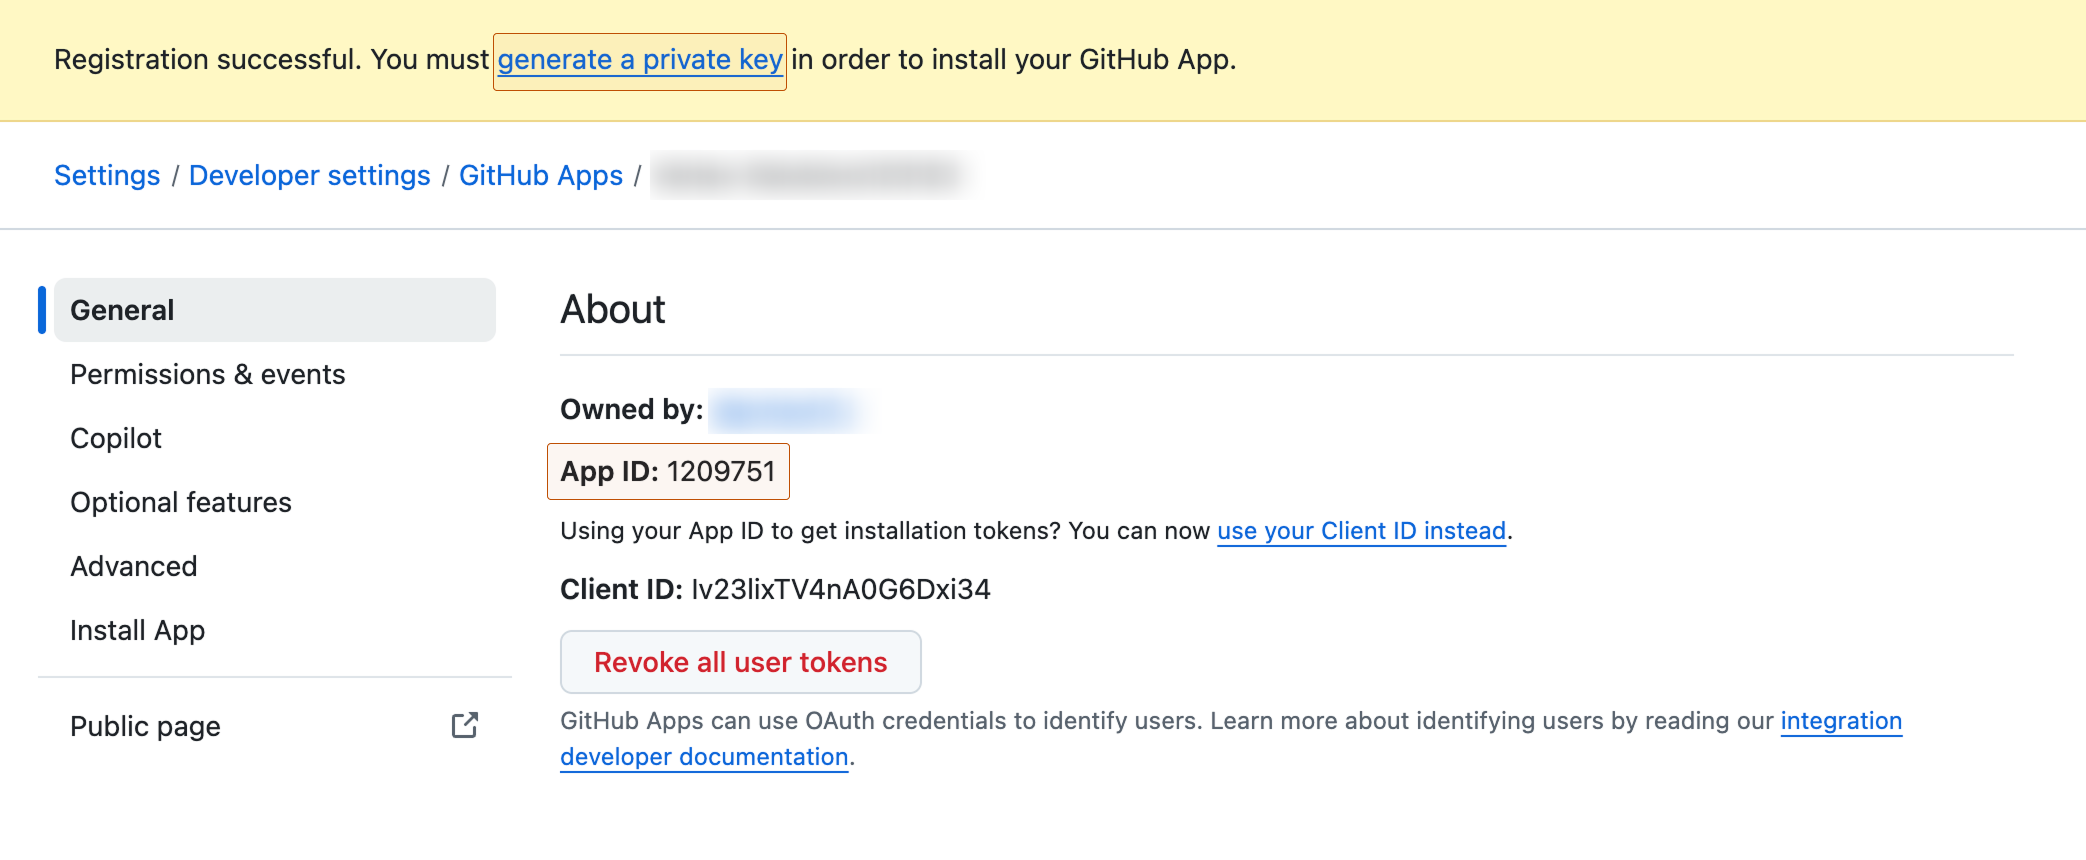 Registration successful. You must generate a private key in order to install your GitHub App.
Settings / Developer settings / GitHub Apps /
General
Permissions & events
Copilot
Optional features
Advanced
Install App
Public page
About
Owned by:
App ID: 1209751
Using your App ID to get installation tokens? You can now use your Client ID instead.
Client ID: Iv23lixTV4nA0G6Dxi34
Revoke all user tokens
GitHub Apps can use OAuth credentials to identify users. Learn more about identifying users by reading our integration
developer documentation.